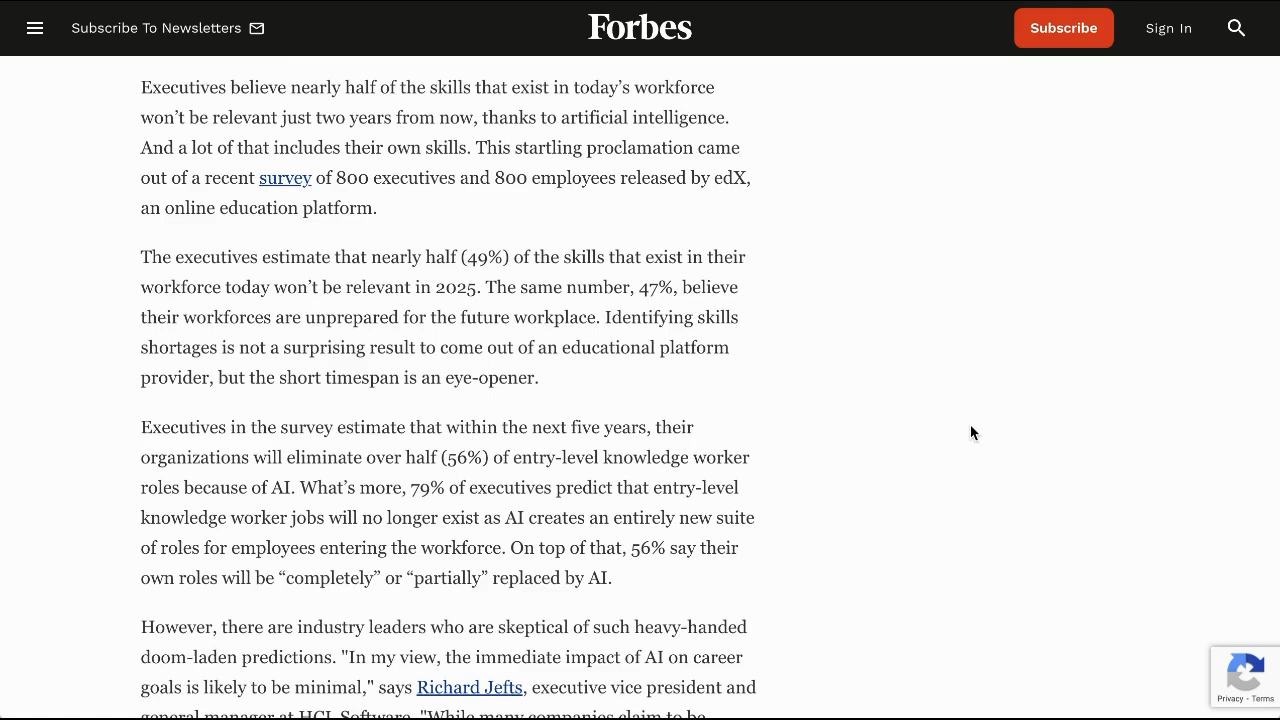 Subscribe To Newsletters
Forbes
Subscribe
Sign In
Executives believe nearly half of the skills that exist in today’s workforce
won’t be relevant just two years from now, thanks to artificial intelligence.
And a lot of that includes their own skills. This startling proclamation came
out of a recent survey of 800 executives and 800 employees released by edX,
an online education platform.
The executives estimate that nearly half (49%) of the skills that exist in their
workforce today won’t be relevant in 2025. The same number, 47%, believe
their workforces are unprepared for the future workplace. Identifying skills
shortages is not a surprising result to come out of an educational platform
provider, but the short timespan is an eye-opener.
Executives in the survey estimate that within the next five years, their
organizations will eliminate over half (56%) of entry-level knowledge worker
roles because of AI. What’s more, 79% of executives predict that entry-level
knowledge worker jobs will no longer exist as AI creates an entirely new suite
of roles for employees entering the workforce. On top of that, 56% say their
own roles will be “completely” or “partially” replaced by AI.
However, there are industry leaders who are skeptical of such heavy-handed
doom-laden predictions. "In my view, the immediate impact of AI on career
goals is likely to be minimal," says Richard Jefts, executive vice president and
general manager at HCL Software. "While many companies claim to be
Privacy - Terms